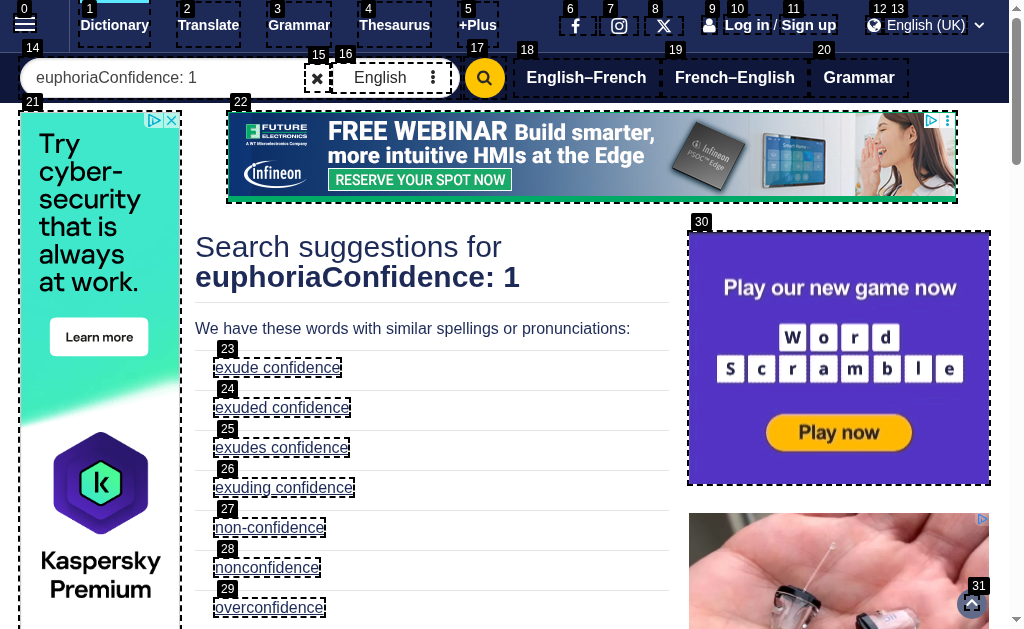 0 1 2 3 4 5 6 7 8 9 10 11 12 13
Dictionary Translate Grammar Thesaurus +Plus Log in / Sign up English (UK)
14 15 16 17 18 19 20
euphoriaConfidence: 1 English English–French French–English Grammar
21 22
Try
cyber-
security
that is
always
at work.
Learn more
k
Kaspersky
Premium
FUTURE
ELECTRONICS
A WT Microelectronics Company
infineon
FREE WEBINAR Build smarter,
more intuitive HMIs at the Edge
RESERVE YOUR SPOT NOW
infineon
PSOC™ Edge
Search suggestions for
euphoriaConfidence: 1
We have these words with similar spellings or pronunciations:
23
exude confidence
24
exuded confidence
25
exudes confidence
26
exuding confidence
27
non-confidence
28
nonconfidence
29
overconfidence
30
Play our new game now
Word
Scramble
Play now
31